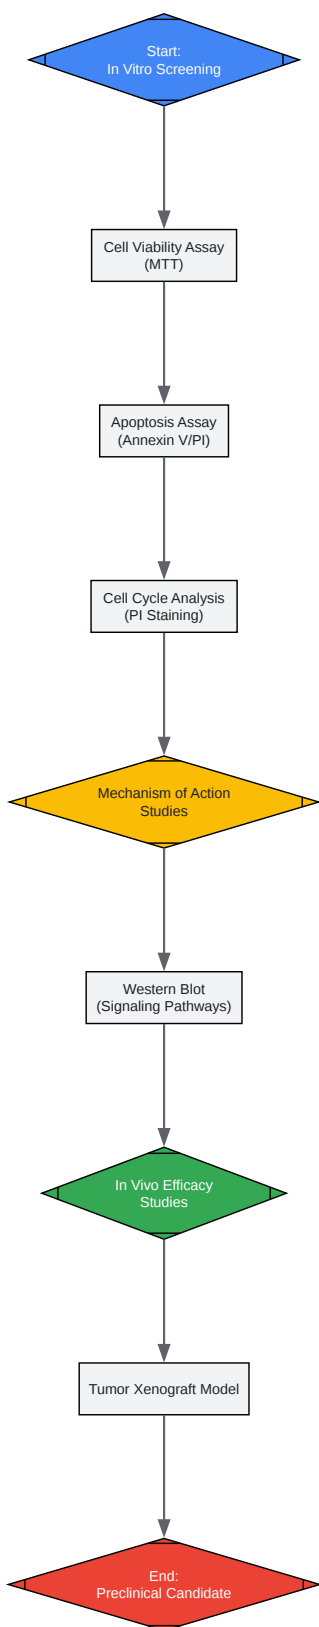 Start:
In Vitro Screening
Cell Viability Assay
(MTT)
Apoptosis Assay
(Annexin V/PI)
Cell Cycle Analysis
(PI Staining)
Mechanism of Action
Studies
Western Blot
(Signaling Pathways)
In Vivo Efficacy
Studies
Tumor Xenograft Model
End:
Preclinical Candidate